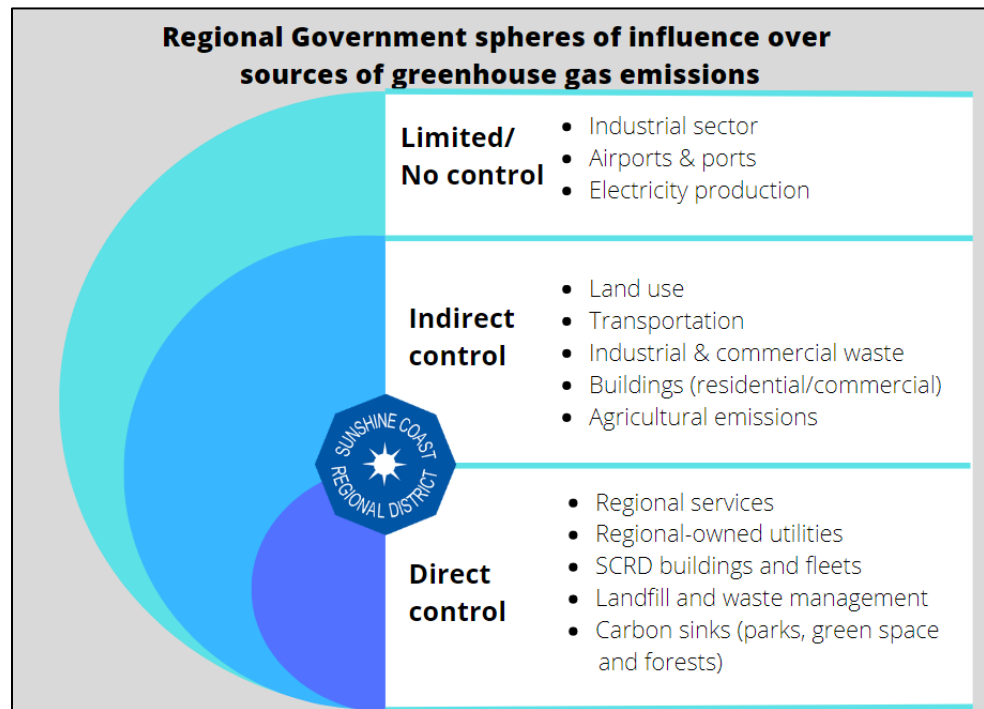 Regional Government spheres of influence over
sources of greenhouse gas emissions
Limited/
No control
• Industrial sector
• Airports & ports
• Electricity production
Indirect
control
• Land use
• Transportation
• Industrial & commercial waste
• Buildings (residential/commercial)
• Agricultural emissions
SUNSHINE COAST
REGIONAL DISTRICT
Direct
control
• Regional services
• Regional-owned utilities
• SCRD buildings and fleets
• Landfill and waste management
• Carbon sinks (parks, green space
and forests)